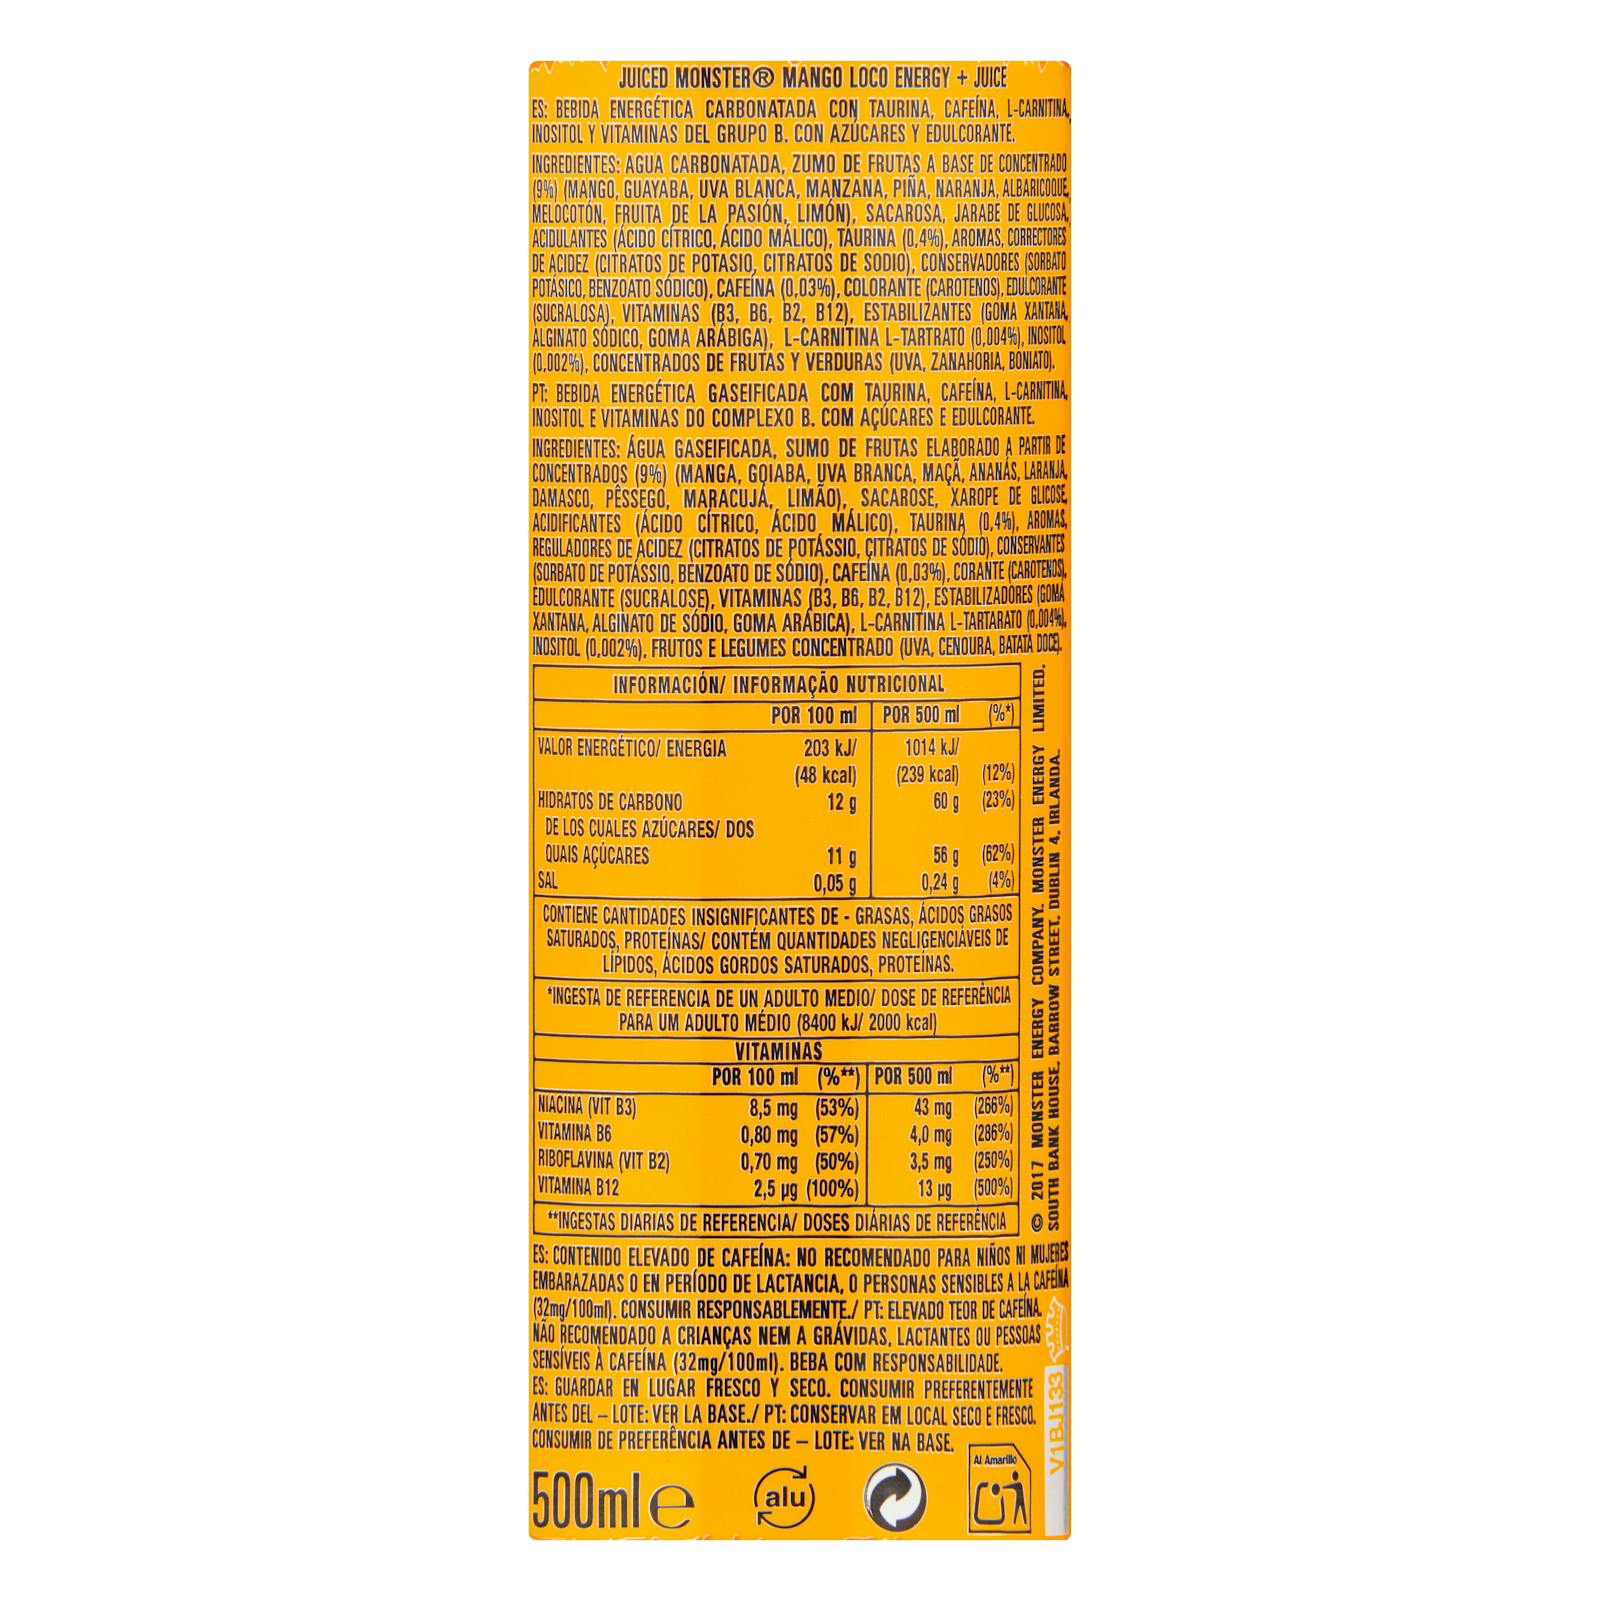 JUICED MONSTER® MANGO LOCO ENERGY + JUICE
ES: BEBIDA ENERGÉTICA CARBONATADA CON TAURINA, CAFEÍNA, L-CARNITINA,
INOSITOL Y VITAMINAS DEL GRUPO B. CON AZÚCARES Y EDULCORANTE.
INGREDIENTES: AGUA CARBONATADA, ZUMO DE FRUTAS A BASE DE CONCENTRADO
(9%) (MANGO, GUAYABA, UVA BLANCA, MANZANA, PIÑA, NARANJA, ALBARICOQUE,
MELOCOTÓN, FRUITA DE LA PASIÓN, LIMÓN), SACAROSA, JARABE DE GLUCOSA,
ACIDULANTES (ÁCIDO CÍTRICO, ÁCIDO MÁLICO), TAURINA (0,4%), AROMAS, CORRECTORES
DE ACIDEZ (CITRATOS DE POTASIO, CITRATOS DE SODIO), CONSERVADORES (SORBATO
POTÁSICO, BENZOATO SÓDICO), CAFEÍNA (0,03%), COLORANTE (CAROTENOS), EDULCORANTE
(SUCRALOSA), VITAMINAS (B3, B6, B2, B12), ESTABILIZANTES (GOMA XANTANA,
ALGINATO SÓDICO, GOMA ARÁBIGA), L-CARNITINA L-TARTRATO (0,004%), INOSITOL
(0,002%), CONCENTRADOS DE FRUTAS Y VERDURAS (UVA, ZANAHORIA, BONIATO).
PT: BEBIDA ENERGÉTICA GASEIFICADA COM TAURINA, CAFEÍNA, L-CARNITINA,
INOSITOL E VITAMINAS DO COMPLEXO B. COM AÇÚCARES E EDULCORANTE.
INGREDIENTES: ÁGUA GASEIFICADA, SUMO DE FRUTAS ELABORADO A PARTIR DE
CONCENTRADOS (9%) (MANGA, GOIABA, UVA BRANCA, MAÇÃ, ANANÁS, LARANJA,
DAMASCO, PÊSSEGO, MARACUJÁ, LIMÃO), SACAROSE, XAROPE DE GLICOSE,
ACIDIFICANTES (ÁCIDO CÍTRICO, ÁCIDO MÁLICO), TAURINA (0,4%), AROMAS,
REGULADORES DE ACIDEZ (CITRATOS DE POTÁSSIO, CITRATOS DE SÓDIO), CONSERVANTES
(SORBATO DE POTÁSSIO, BENZOATO DE SÓDIO), CAFEÍNA (0,03%), CORANTE (CAROTENOS),
EDULCORANTE (SUCRALOSE), VITAMINAS (B3, B6, B2, B12), ESTABILIZADORES (GOMA
XANTANA, ALGINATO DE SÓDIO, GOMA ARÁBICA), L-CARNITINA L-TARTARATO (0,004%),
INOSITOL (0,002%), FRUTOS E LEGUMES CONCENTRADO (UVA, CENOURA, BATATA DOCE).
INFORMACIÓN/ INFORMAÇÃO NUTRICIONAL
POR 100 ml POR 500 ml (%*)
VALOR ENERGÉTICO/ ENERGIA 203 kJ/ 1014 kJ/
(48 kcal) (239 kcal) (12%)
HIDRATOS DE CARBONO 12 g 60 g (23%)
DE LOS CUALES AZÚCARES/ DOS
QUAIS AÇÚCARES 11 g 56 g (62%)
SAL 0,05 g 0,24 g (4%)
CONTIENE CANTIDADES INSIGNIFICANTES DE - GRASAS, ÁCIDOS GRASOS
SATURADOS, PROTEÍNAS/ CONTÉM QUANTIDADES NEGLIGENCIÁVEIS DE
LÍPIDOS, ÁCIDOS GORDOS SATURADOS, PROTEÍNAS.
*INGESTA DE REFERENCIA DE UN ADULTO MEDIO/ DOSE DE REFERÊNCIA
PARA UM ADULTO MÉDIO (8400 kJ/ 2000 kcal)
VITAMINAS
POR 100 ml (%**) POR 500 ml (%**)
NIACINA (VIT B3) 8,5 mg (53%) 43 mg (266%)
VITAMINA B6 0,80 mg (57%) 4,0 mg (286%)
RIBOFLAVINA (VIT B2) 0,70 mg (50%) 3,5 mg (250%)
VITAMINA B12 2,5 µg (100%) 13 µg (500%)
**INGESTAS DIARIAS DE REFERENCIA/ DOSES DIÁRIAS DE REFERÊNCIA
© 2017 MONSTER ENERGY COMPANY. MONSTER ENERGY LIMITED.
SOUTH BANK HOUSE, BARROW STREET, DUBLIN 4, IRLANDA.
ES: CONTENIDO ELEVADO DE CAFEÍNA: NO RECOMENDADO PARA NIÑOS NI MUJERES
EMBARAZADAS O EN PERÍODO DE LACTANCIA, O PERSONAS SENSIBLES A LA CAFEÍNA
(32mg/100ml). CONSUMIR RESPONSABLEMENTE./ PT: ELEVADO TEOR DE CAFEÍNA.
NÃO RECOMENDADO A CRIANÇAS NEM A GRÁVIDAS, LACTANTES OU PESSOAS
SENSÍVEIS À CAFEÍNA (32mg/100ml). BEBA COM RESPONSABILIDADE.
ES: GUARDAR EN LUGAR FRESCO Y SECO. CONSUMIR PREFERENTEMENTE
ANTES DEL – LOTE: VER LA BASE./ PT: CONSERVAR EM LOCAL SECO E FRESCO.
CONSUMIR DE PREFERÊNCIA ANTES DE – LOTE: VER NA BASE.
V1BJ133
500ml e
alu
Al Amarillo